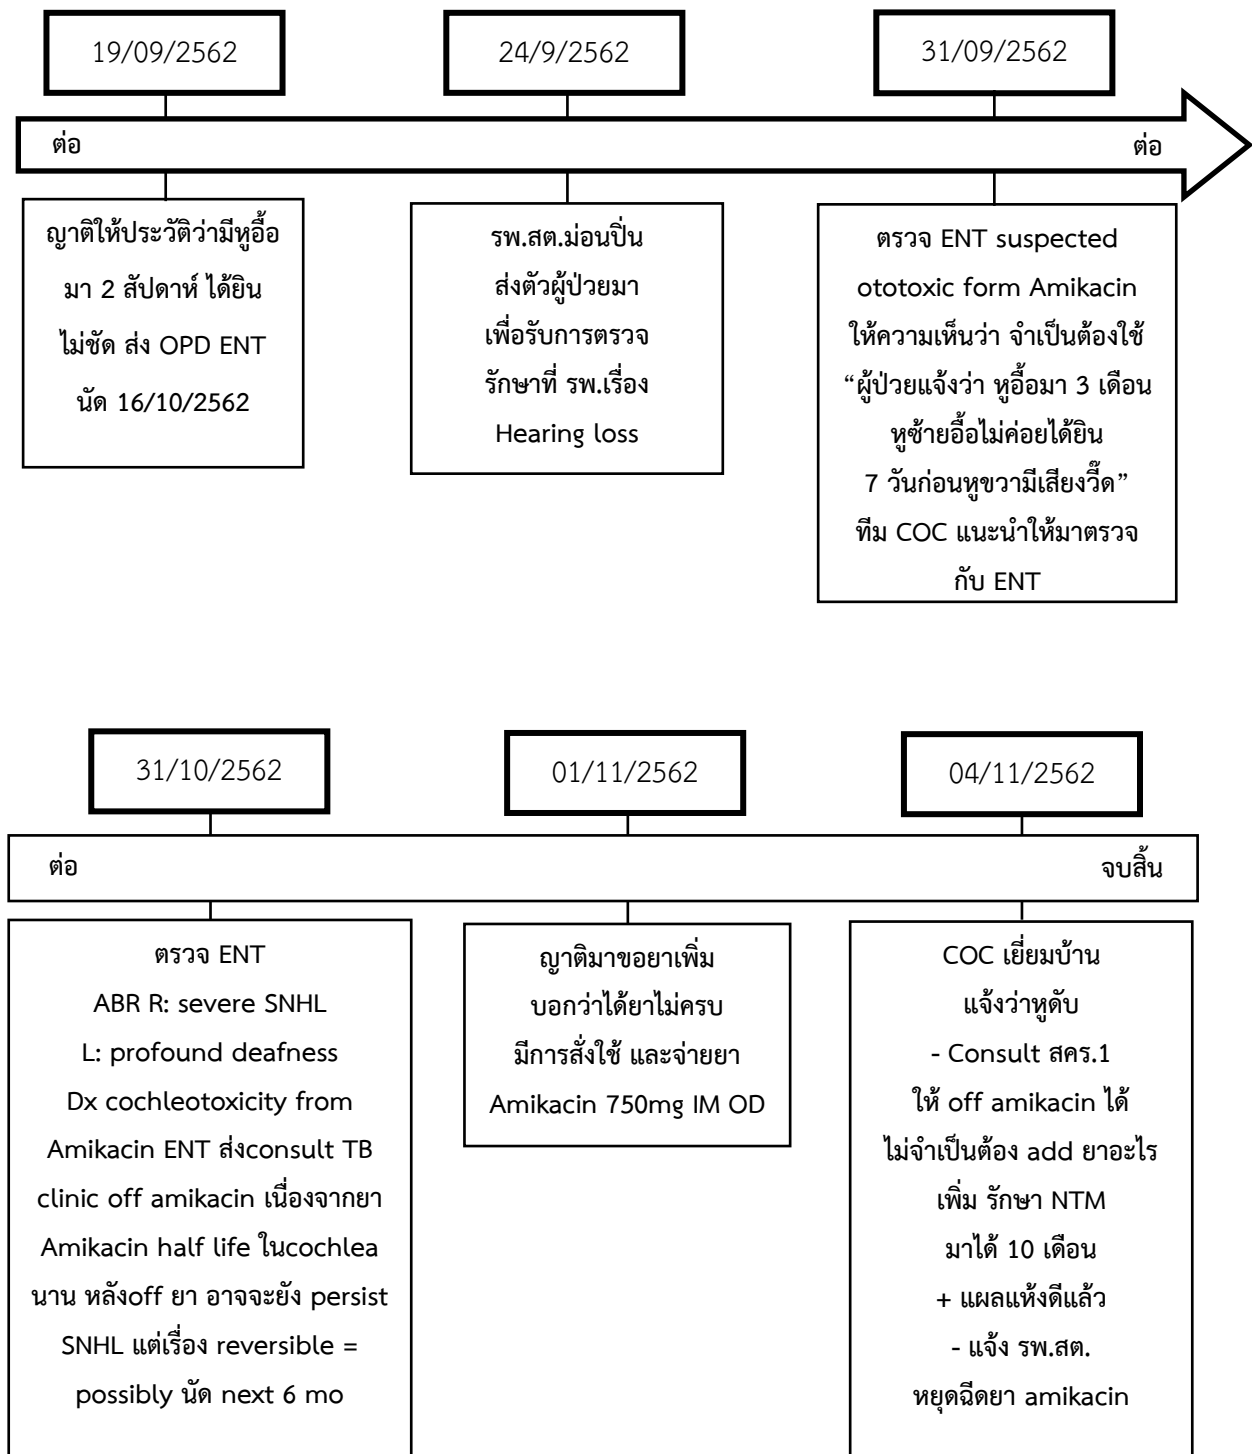 19/09/2562
24/9/2562
31/09/2562
ต่อ
ต่อ
ญาติให้ประวัติว่ามีหูอื้อ
มา 2 สัปดาห์ ได้ยิน
ไม่ชัด ส่ง OPD ENT
นัด 16/10/2562
รพ.สต.ม่อนปิ่น
ส่งตัวผู้ป่วยมา
เพื่อรับการตรวจ
รักษาที่ รพ.เรื่อง
Hearing loss
ตรวจ ENT suspected
ototoxic form Amikacin
ให้ความเห็นว่า จำเป็นต้องใช้
“ผู้ป่วยแจ้งว่า หูอื้อมา 3 เดือน
หูซ้ายอื้อไม่ค่อยได้ยิน
7 วันก่อนหูขวามีเสียงวี๊ด”
ทีม COC แนะนำให้มาตรวจ
กับ ENT
31/10/2562
01/11/2562
04/11/2562
ต่อ
จบสิ้น
ตรวจ ENT
ABR R: severe SNHL
L: profound deafness
Dx cochleotoxicity from
Amikacin ENT ส่งconsult TB
clinic off amikacin เนื่องจากยา
Amikacin half life ในcochlea
นาน หลังoff ยา อาจจะยัง persist
SNHL แต่เรื่อง reversible =
possibly นัด next 6 mo
ญาติมาขอยาเพิ่ม
บอกว่าได้ยาไม่ครบ
มีการสั่งใช้ และจ่ายยา
Amikacin 750mg IM OD
COC เยี่ยมบ้าน
แจ้งว่าหูดับ
- Consult สคร.1
ให้ off amikacin ได้
ไม่จำเป็นต้อง add ยาอะไร
เพิ่ม รักษา NTM
มาได้ 10 เดือน
+ แผลแห้งดีแล้ว
- แจ้ง รพ.สต.
หยุดฉีดยา amikacin